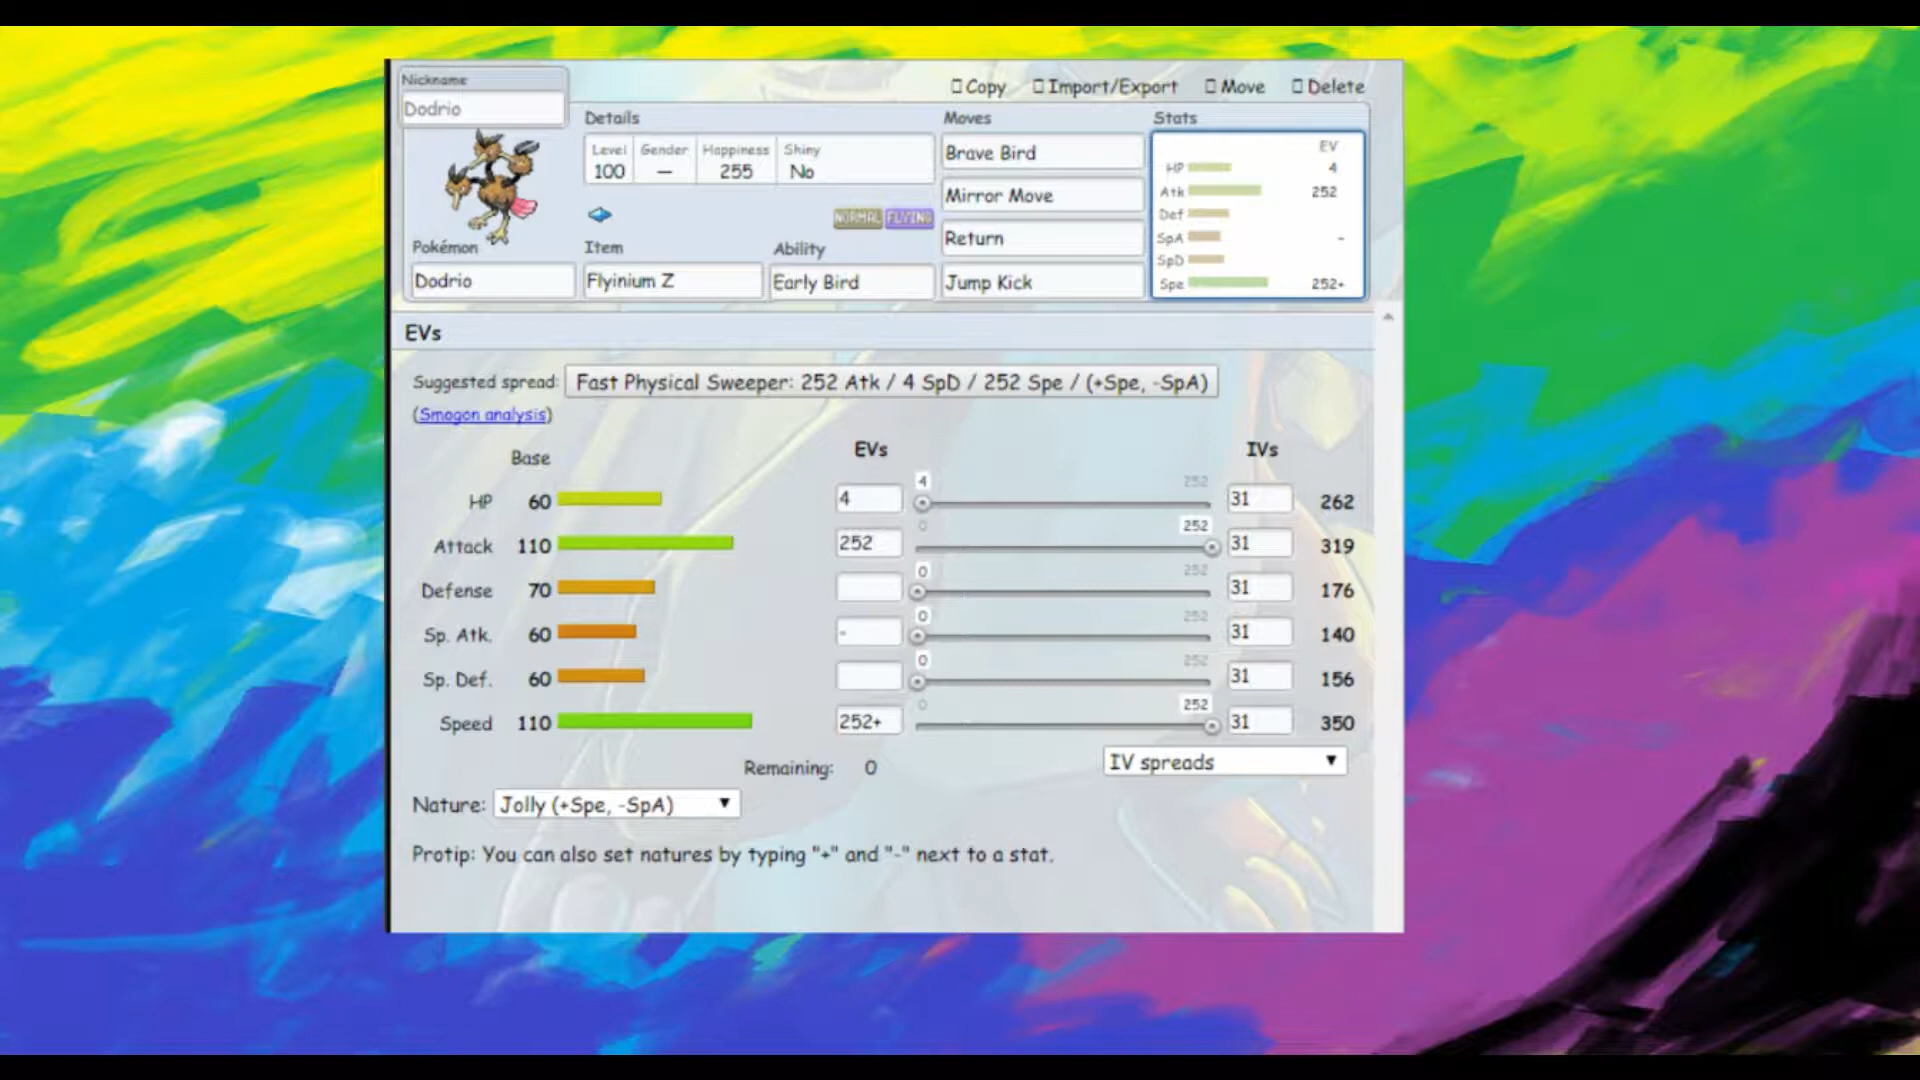 Nickname
Dodrio
Copy Import/Export Move Delete
Details
Moves
Stats
Level Gender Happiness Shiny
100 — 255 No
NORMAL FLYING
Pokémon
Dodrio
Item
Flyinium Z
Ability
Early Bird
Brave Bird
Mirror Move
Return
Jump Kick
EV
HP 4
Atk 252
Def
SpA -
SpD
Spe 252+
EVs
Suggested spread: Fast Physical Sweeper: 252 Atk / 4 SpD / 252 Spe / (+Spe, -SpA)
(Smogon analysis)
Base EVs IVs
HP 60 4 4 252 31 262
Attack 110 252 0 252 31 319
Defense 70 0 252 31 176
Sp. Atk. 60 - 0 252 31 140
Sp. Def. 60 0 252 31 156
Speed 110 252+ 0 252 31 350
Remaining: 0 IV spreads
Nature: Jolly (+Spe, -SpA)
Protip: You can also set natures by typing "+" and "-" next to a stat.